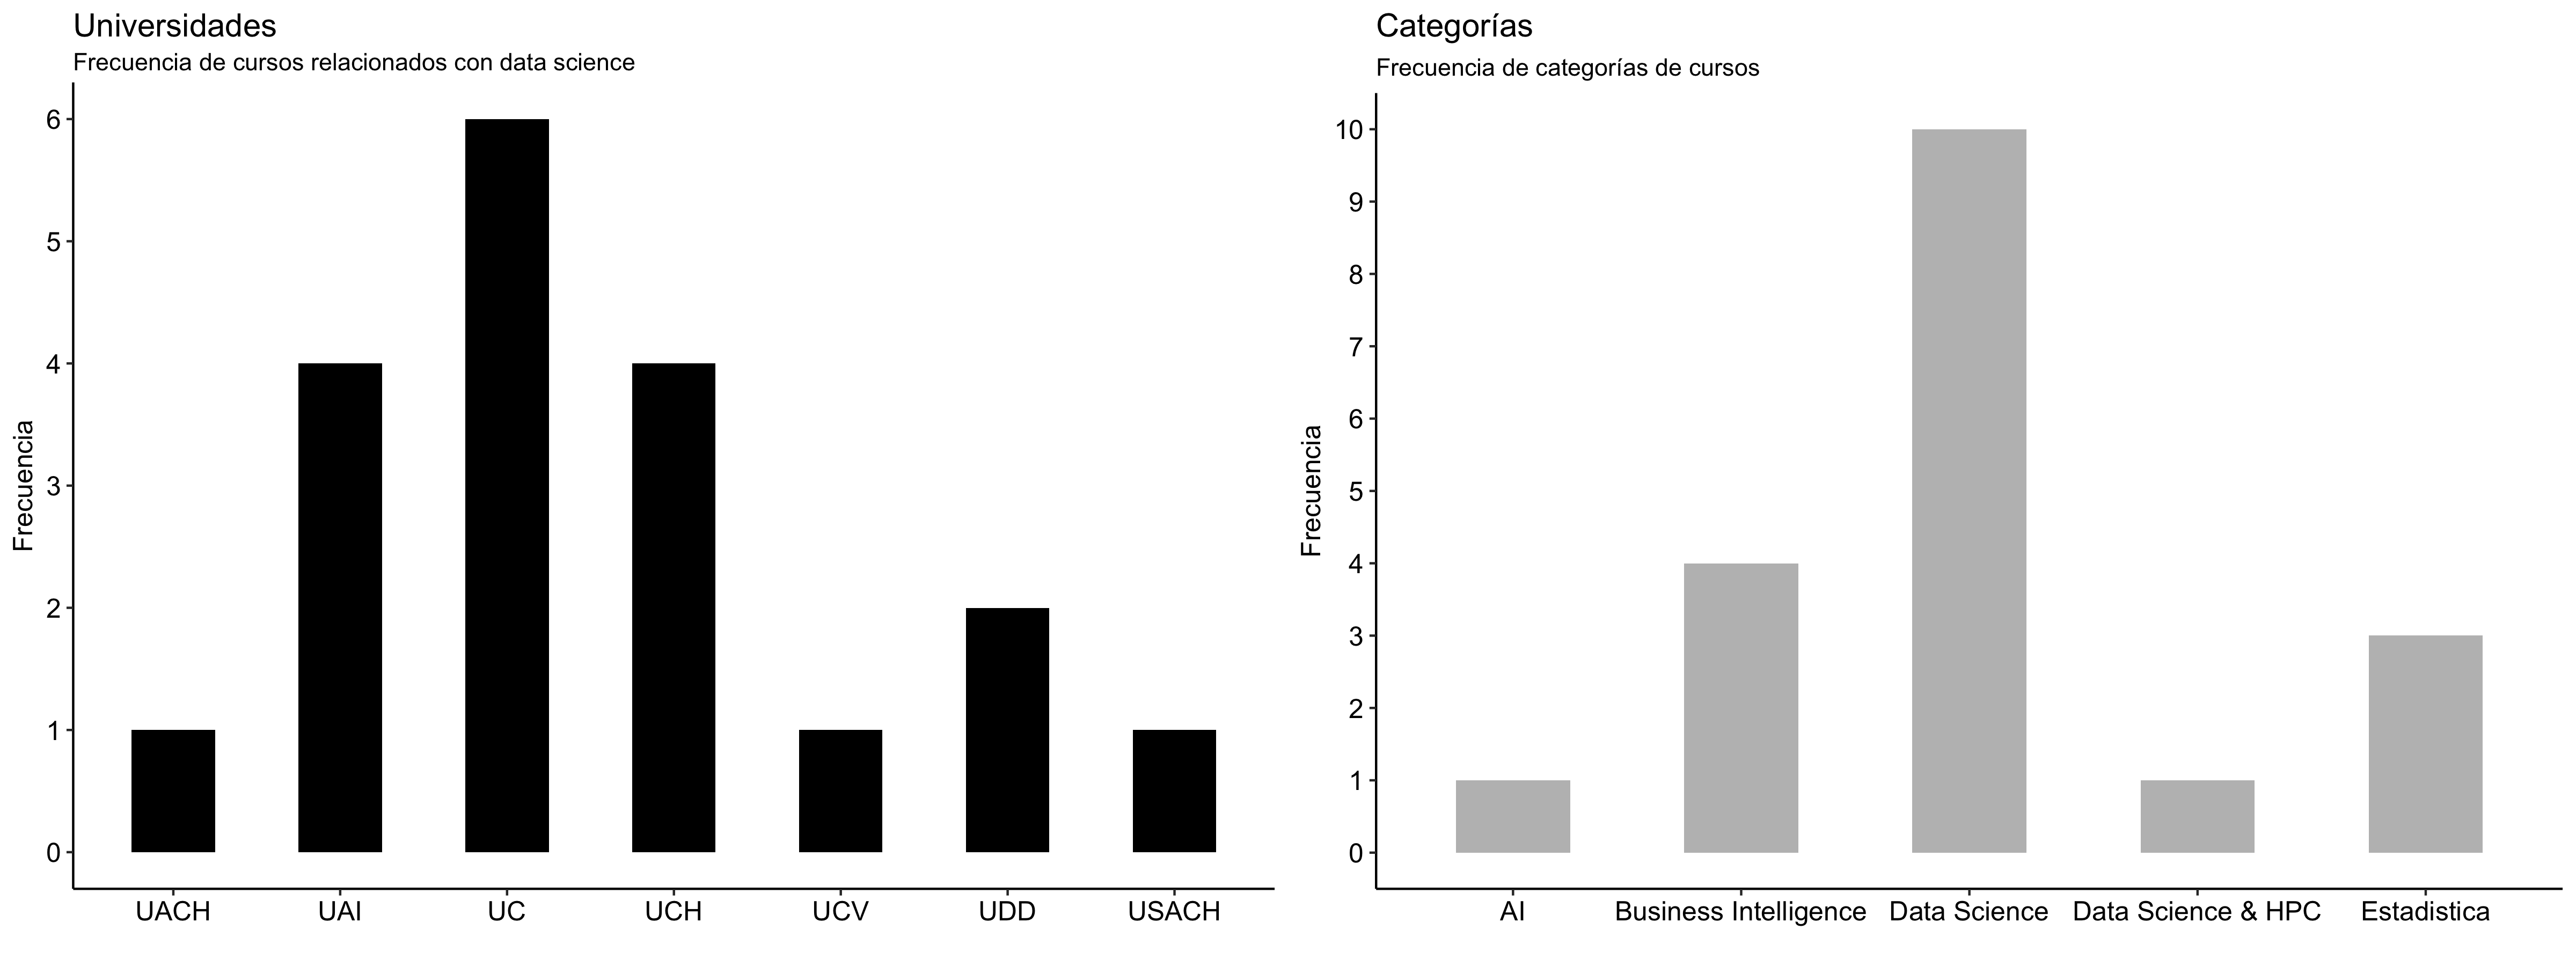 Universidades
Frecuencia de cursos relacionados con data science
Frecuencia
6
5
4
3
2
1
0
UACH UAI UC UCH UCV UDD USACH
Categorías
Frecuencia de categorías de cursos
Frecuencia
10
9
8
7
6
5
4
3
2
1
0
AI Business Intelligence Data Science Data Science & HPC Estadistica